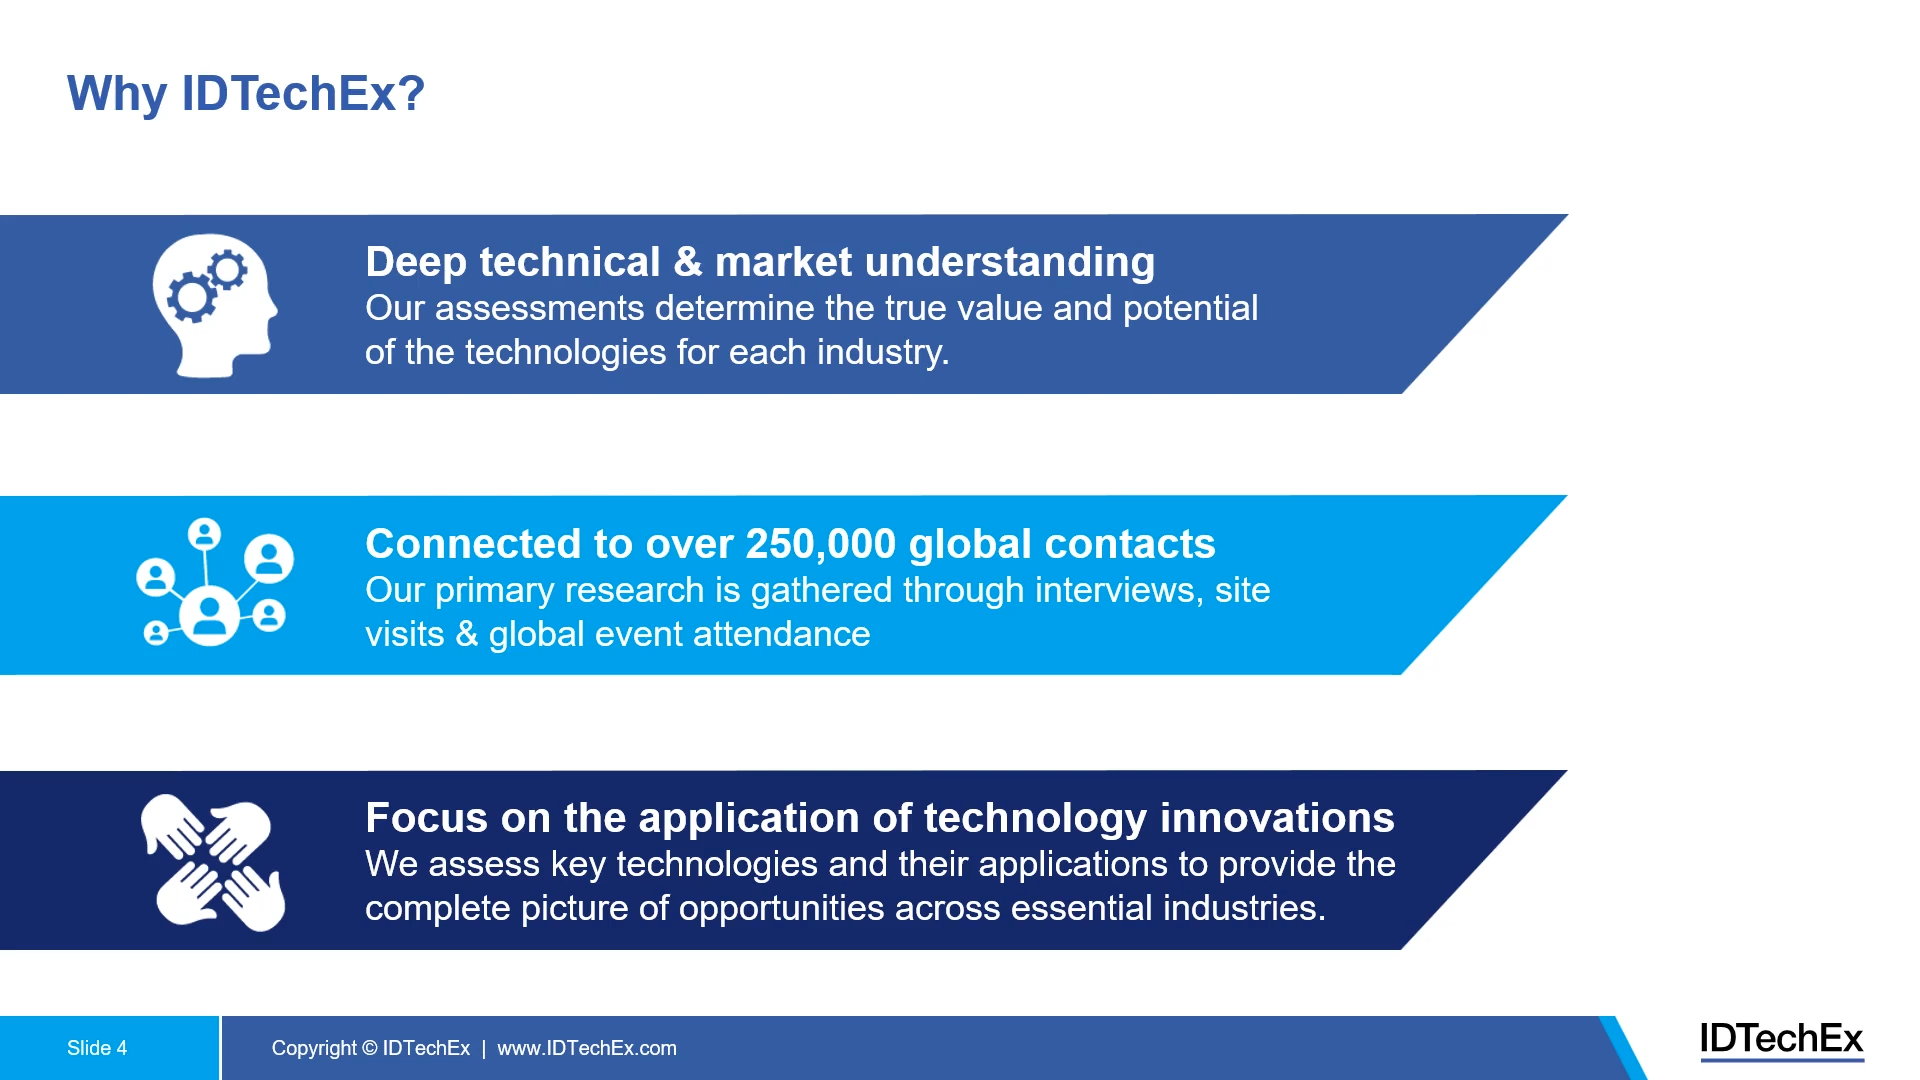 Why IDTechEx?
Deep technical & market understanding
Our assessments determine the true value and potential
of the technologies for each industry.
Connected to over 250,000 global contacts
Our primary research is gathered through interviews, site
visits & global event attendance
Focus on the application of technology innovations
We assess key technologies and their applications to provide the
complete picture of opportunities across essential industries.
Slide 4
Copyright © IDTechEx | www.IDTechEx.com
IDTechEx